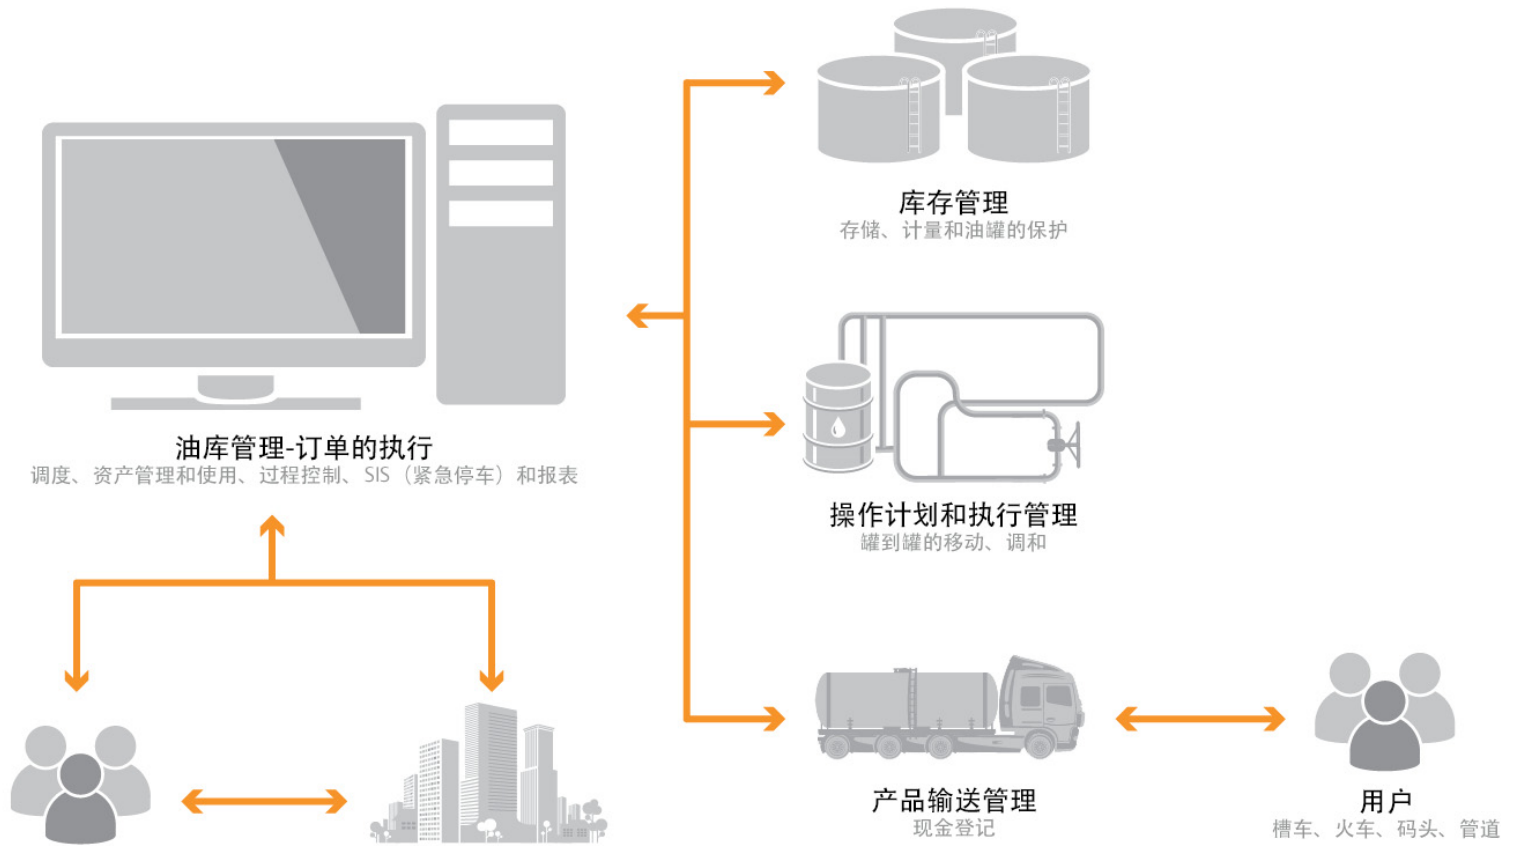 库存管理
存储、计量和油罐的保护
油库管理-订单的执行
调度、资产管理和使用、过程控制、SIS（紧急停车）和报表
操作计划和执行管理
罐到罐的移动、调和
产品输送管理
现金登记
用户
槽车、火车、码头、管道